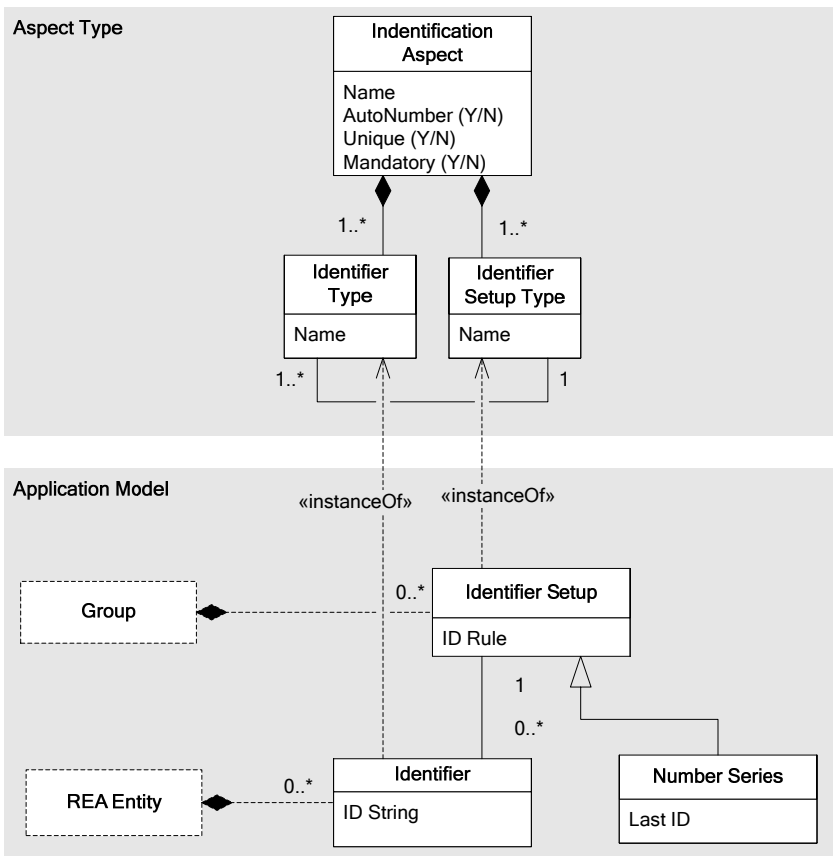 Aspect Type
Indentification
Aspect
Name
AutoNumber (Y/N)
Unique (Y/N)
Mandatory (Y/N)
1..*
1..*
Identifier
Type
Name
Identifier
Setup Type
Name
1..*
1
Application Model
«instanceOf»
«instanceOf»
Group
0..*
Identifier Setup
ID Rule
1
0..*
REA Entity
0..*
Identifier
ID String
Number Series
Last ID